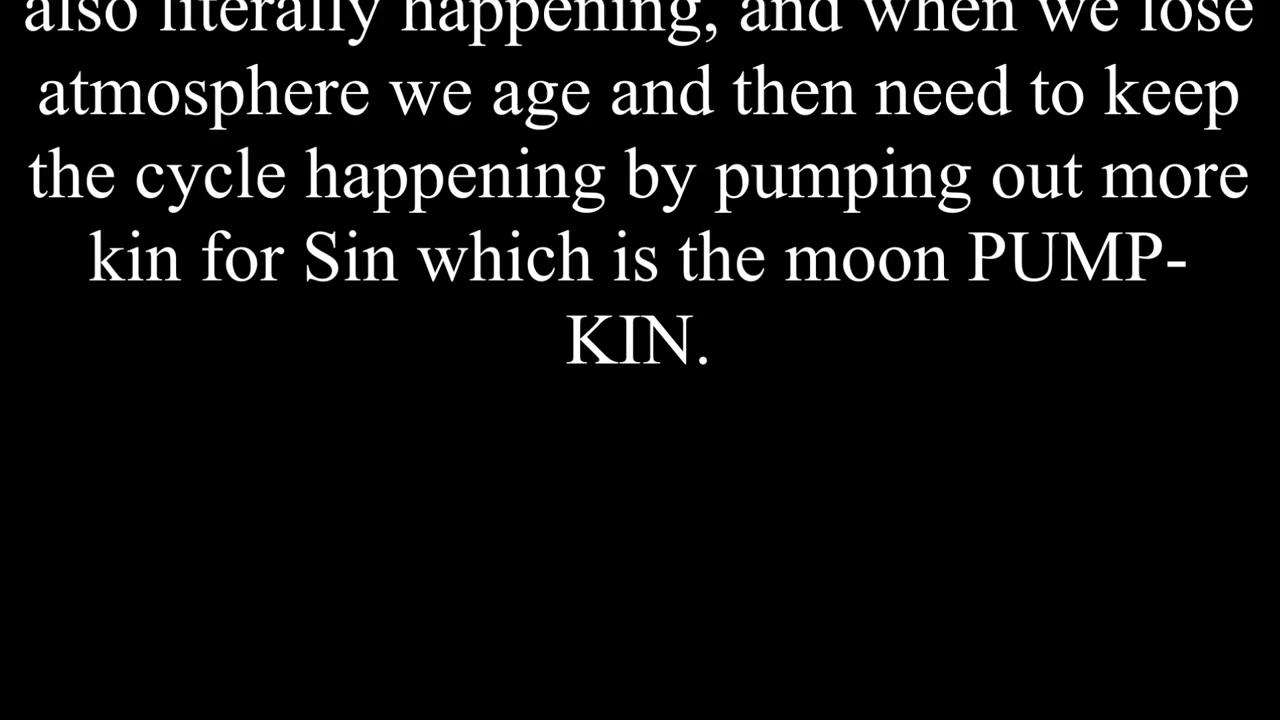 also literally happening, and when we lose
atmosphere we age and then need to keep
the cycle happening by pumping out more
kin for Sin which is the moon PUMP-
KIN.